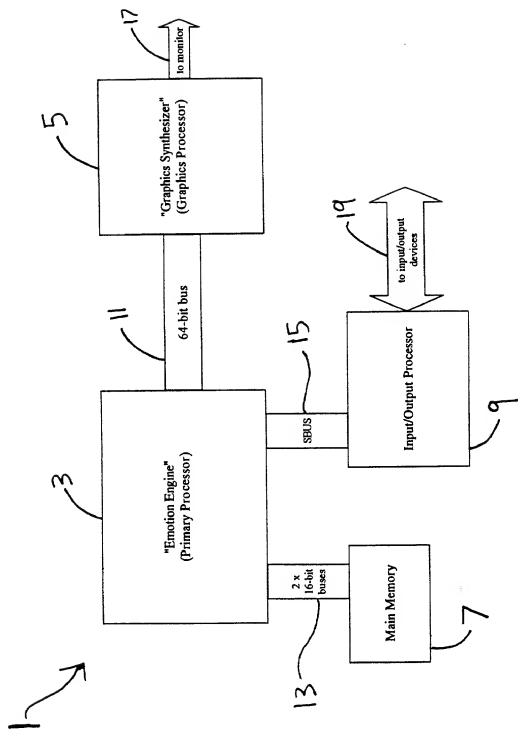 1
3
"Emotion Engine"
(Primary Processor)
11
64-bit bus
5
"Graphics Synthesizer"
(Graphics Processor)
17
to monitor
13
2 x
16-bit
buses
15
SBUS
7
Main Memory
9
Input/Output Processor
19
to input/output
devices